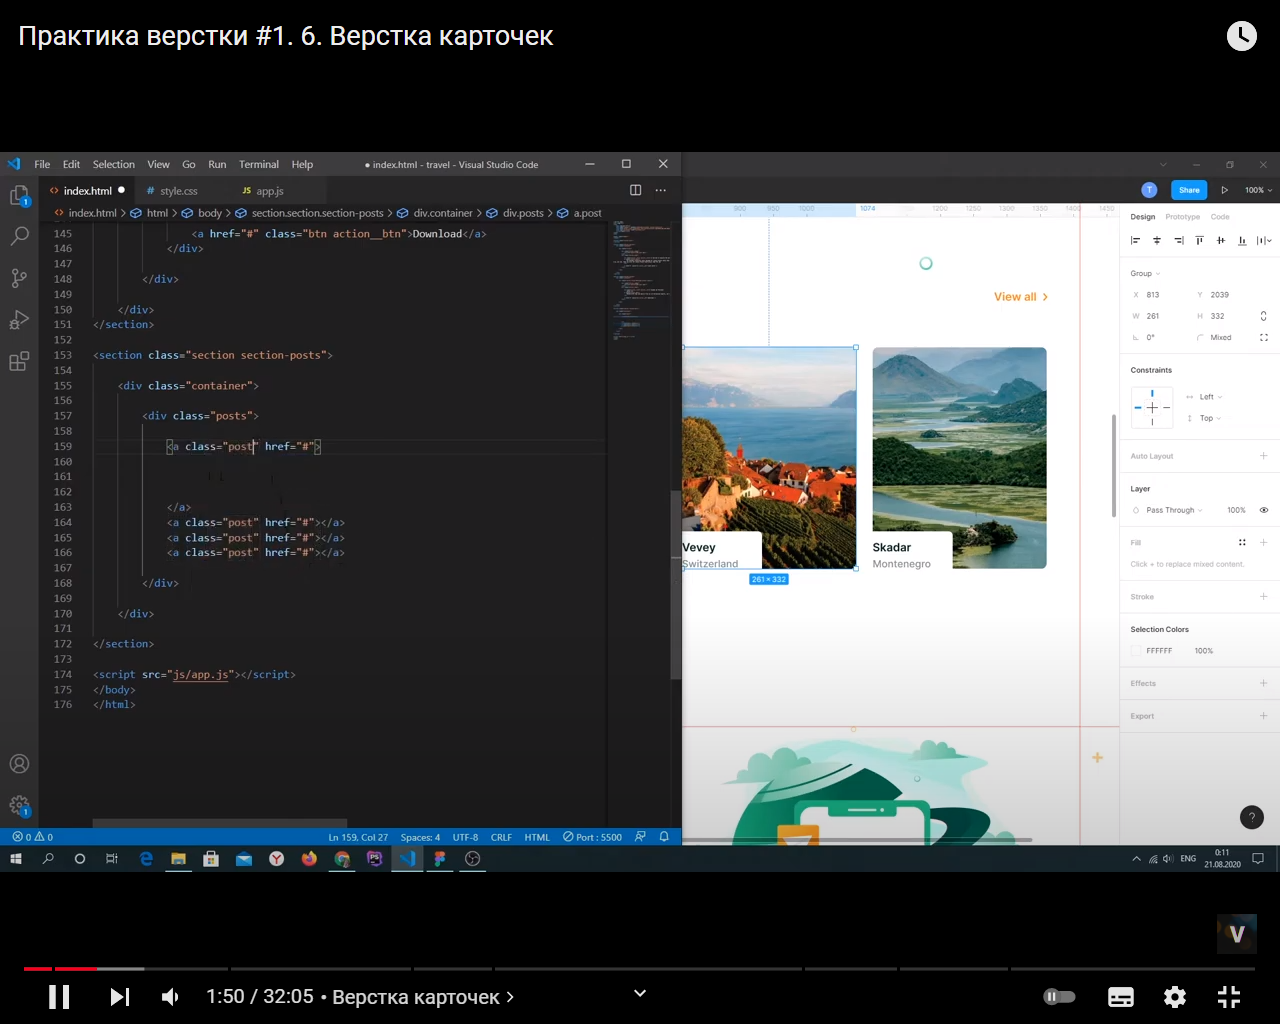 Практика верстки #1. 6. Верстка карточек
File Edit Selection View Go Run Terminal Help
● index.html - travel - Visual Studio Code
index.html
style.css
JS app.js
index.html > html > body > section.section.section-posts > div.container > div.posts > a.post
145 <a href="#" class="btn action__btn">Download</a>
146 </div>
147
148 </div>
149
150 </div>
151 </section>
152
153 <section class="section section-posts">
154
155 <div class="container">
156
157 <div class="posts">
158
159 <a class="post" href="#">
160
161
162
163 </a>
164 <a class="post" href="#"></a>
165 <a class="post" href="#"></a>
166 <a class="post" href="#"></a>
167
168 </div>
169
170 </div>
171
172 </section>
173
174 <script src="js/app.js"></script>
175 </body>
176 </html>
0 0
Ln 159, Col 27 Spaces: 4 UTF-8 CRLF HTML Port : 5500
T
Share
100%
900 950 1000 1074 1200 1250 1300 1350 1400 1450
View all >
Vevey
Switzerland
261 × 332
Skadar
Montenegro
Design Prototype Code
Group
X 813 Y 2039
W 261 H 332
0° Mixed
Constraints
Left
Top
Auto Layout
Layer
Pass Through 100%
Fill
Click + to replace mixed content.
Stroke
Selection Colors
FFFFFF 100%
Effects
Export
?
ENG
0:11
21.08.2020
V
1:50 / 32:05 • Верстка карточек >